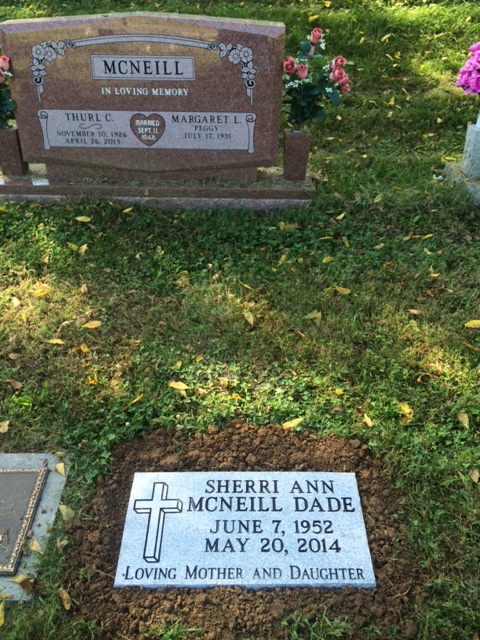 MCNEILL
IN LOVING MEMORY
THURL C.
NOVEMBER 10, 1926
APRIL 26, 2013
MARRIED
SEPT. 11,
1948
MARGARET L.
PEGGY
JULY 17, 1931
SHERRI ANN
MCNEILL DADE
JUNE 7, 1952
MAY 20, 2014
LOVING MOTHER AND DAUGHTER